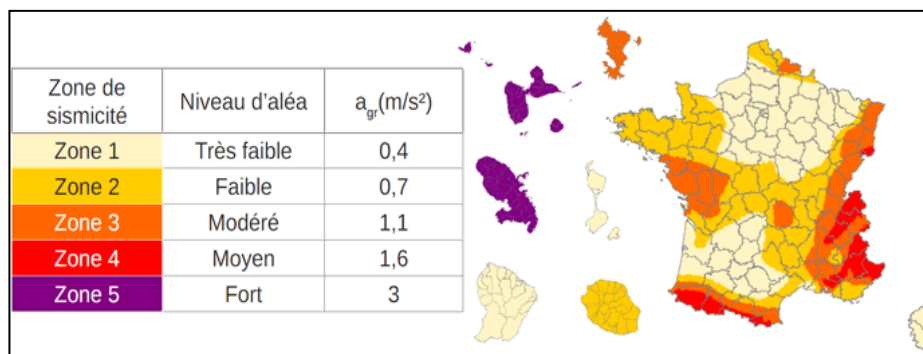 Zone de sismicité Niveau d'aléa a_gr(m/s²)
Zone 1 Très faible 0,4
Zone 2 Faible 0,7
Zone 3 Modéré 1,1
Zone 4 Moyen 1,6
Zone 5 Fort 3